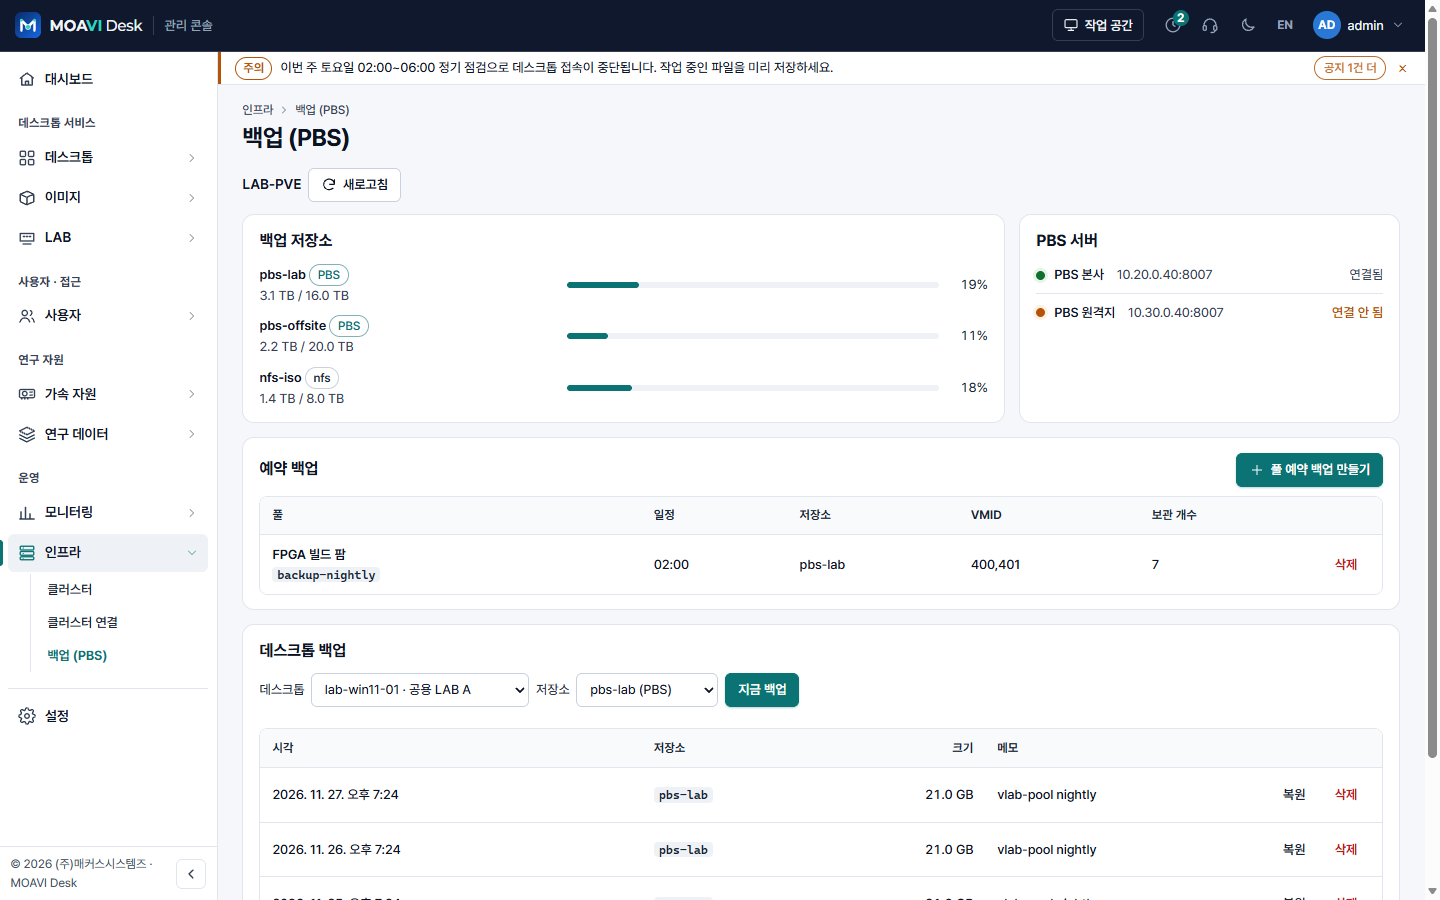 MOAVI Desk 관리 콘솔
작업 공간
2
EN
AD admin
대시보드
데스크톱 서비스
데스크톱
이미지
LAB
사용자 · 접근
사용자
연구 자원
가속 자원
연구 데이터
운영
모니터링
인프라
클러스터
클러스터 연결
백업 (PBS)
설정
© 2026 (주)매커스시스템즈 ·
MOAVI Desk
주의 이번 주 토요일 02:00~06:00 정기 점검으로 데스크톱 접속이 중단됩니다. 작업 중인 파일을 미리 저장하세요.
공지 1건 더 ×
인프라 > 백업 (PBS)
백업 (PBS)
LAB-PVE 새로고침
백업 저장소
pbs-lab PBS
3.1 TB / 16.0 TB
19%
pbs-offsite PBS
2.2 TB / 20.0 TB
11%
nfs-iso nfs
1.4 TB / 8.0 TB
18%
PBS 서버
PBS 본사 10.20.0.40:8007 연결됨
PBS 원격지 10.30.0.40:8007 연결 안 됨
예약 백업
+ 풀 예약 백업 만들기
풀 일정 저장소 VMID 보관 개수
FPGA 빌드 팜
backup-nightly
02:00 pbs-lab 400,401 7 삭제
데스크톱 백업
데스크톱 lab-win11-01 · 공용 LAB A 저장소 pbs-lab (PBS) 지금 백업
시각 저장소 크기 메모
2026. 11. 27. 오후 7:24 pbs-lab 21.0 GB vlab-pool nightly 복원 삭제
2026. 11. 26. 오후 7:24 pbs-lab 21.0 GB vlab-pool nightly 복원 삭제